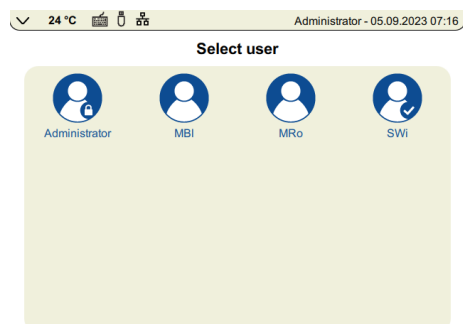 24 °C Administrator - 05.09.2023 07:16
Select user
Administrator MBI MRo SWi